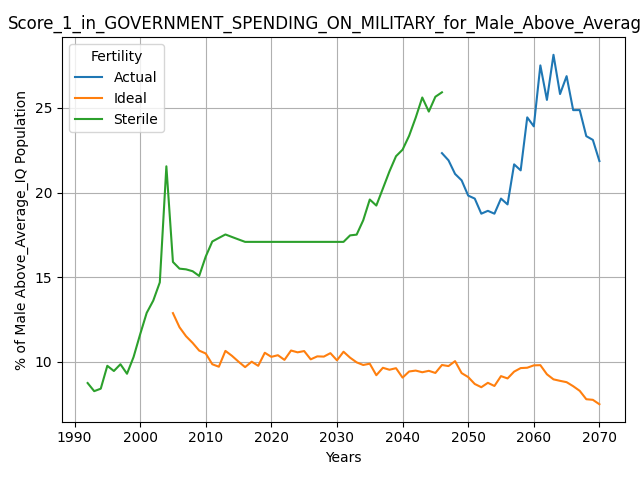 Score_1_in_GOVERNMENT_SPENDING_ON_MILITARY_for_Male_Above_Averag
Fertility
Actual
Ideal
Sterile
% of Male Above_Average_IQ Population
25
20
15
10
1990 2000 2010 2020 2030 2040 2050 2060 2070
Years